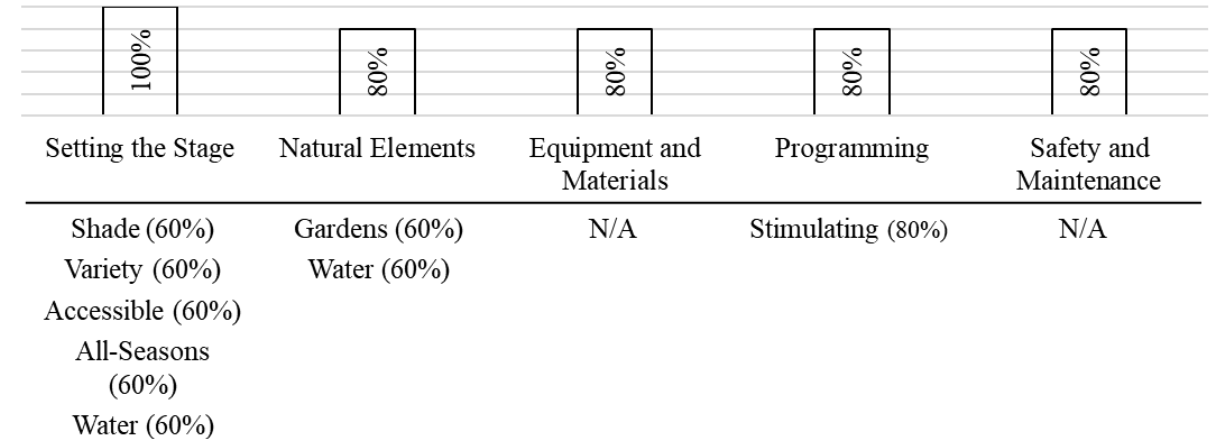 100%
80%
80%
80%
80%
Setting the Stage
Natural Elements
Equipment and
Materials
Programming
Safety and
Maintenance
Shade (60%)
Gardens (60%)
N/A
Stimulating (80%)
N/A
Variety (60%)
Water (60%)
Accessible (60%)
All-Seasons
(60%)
Water (60%)